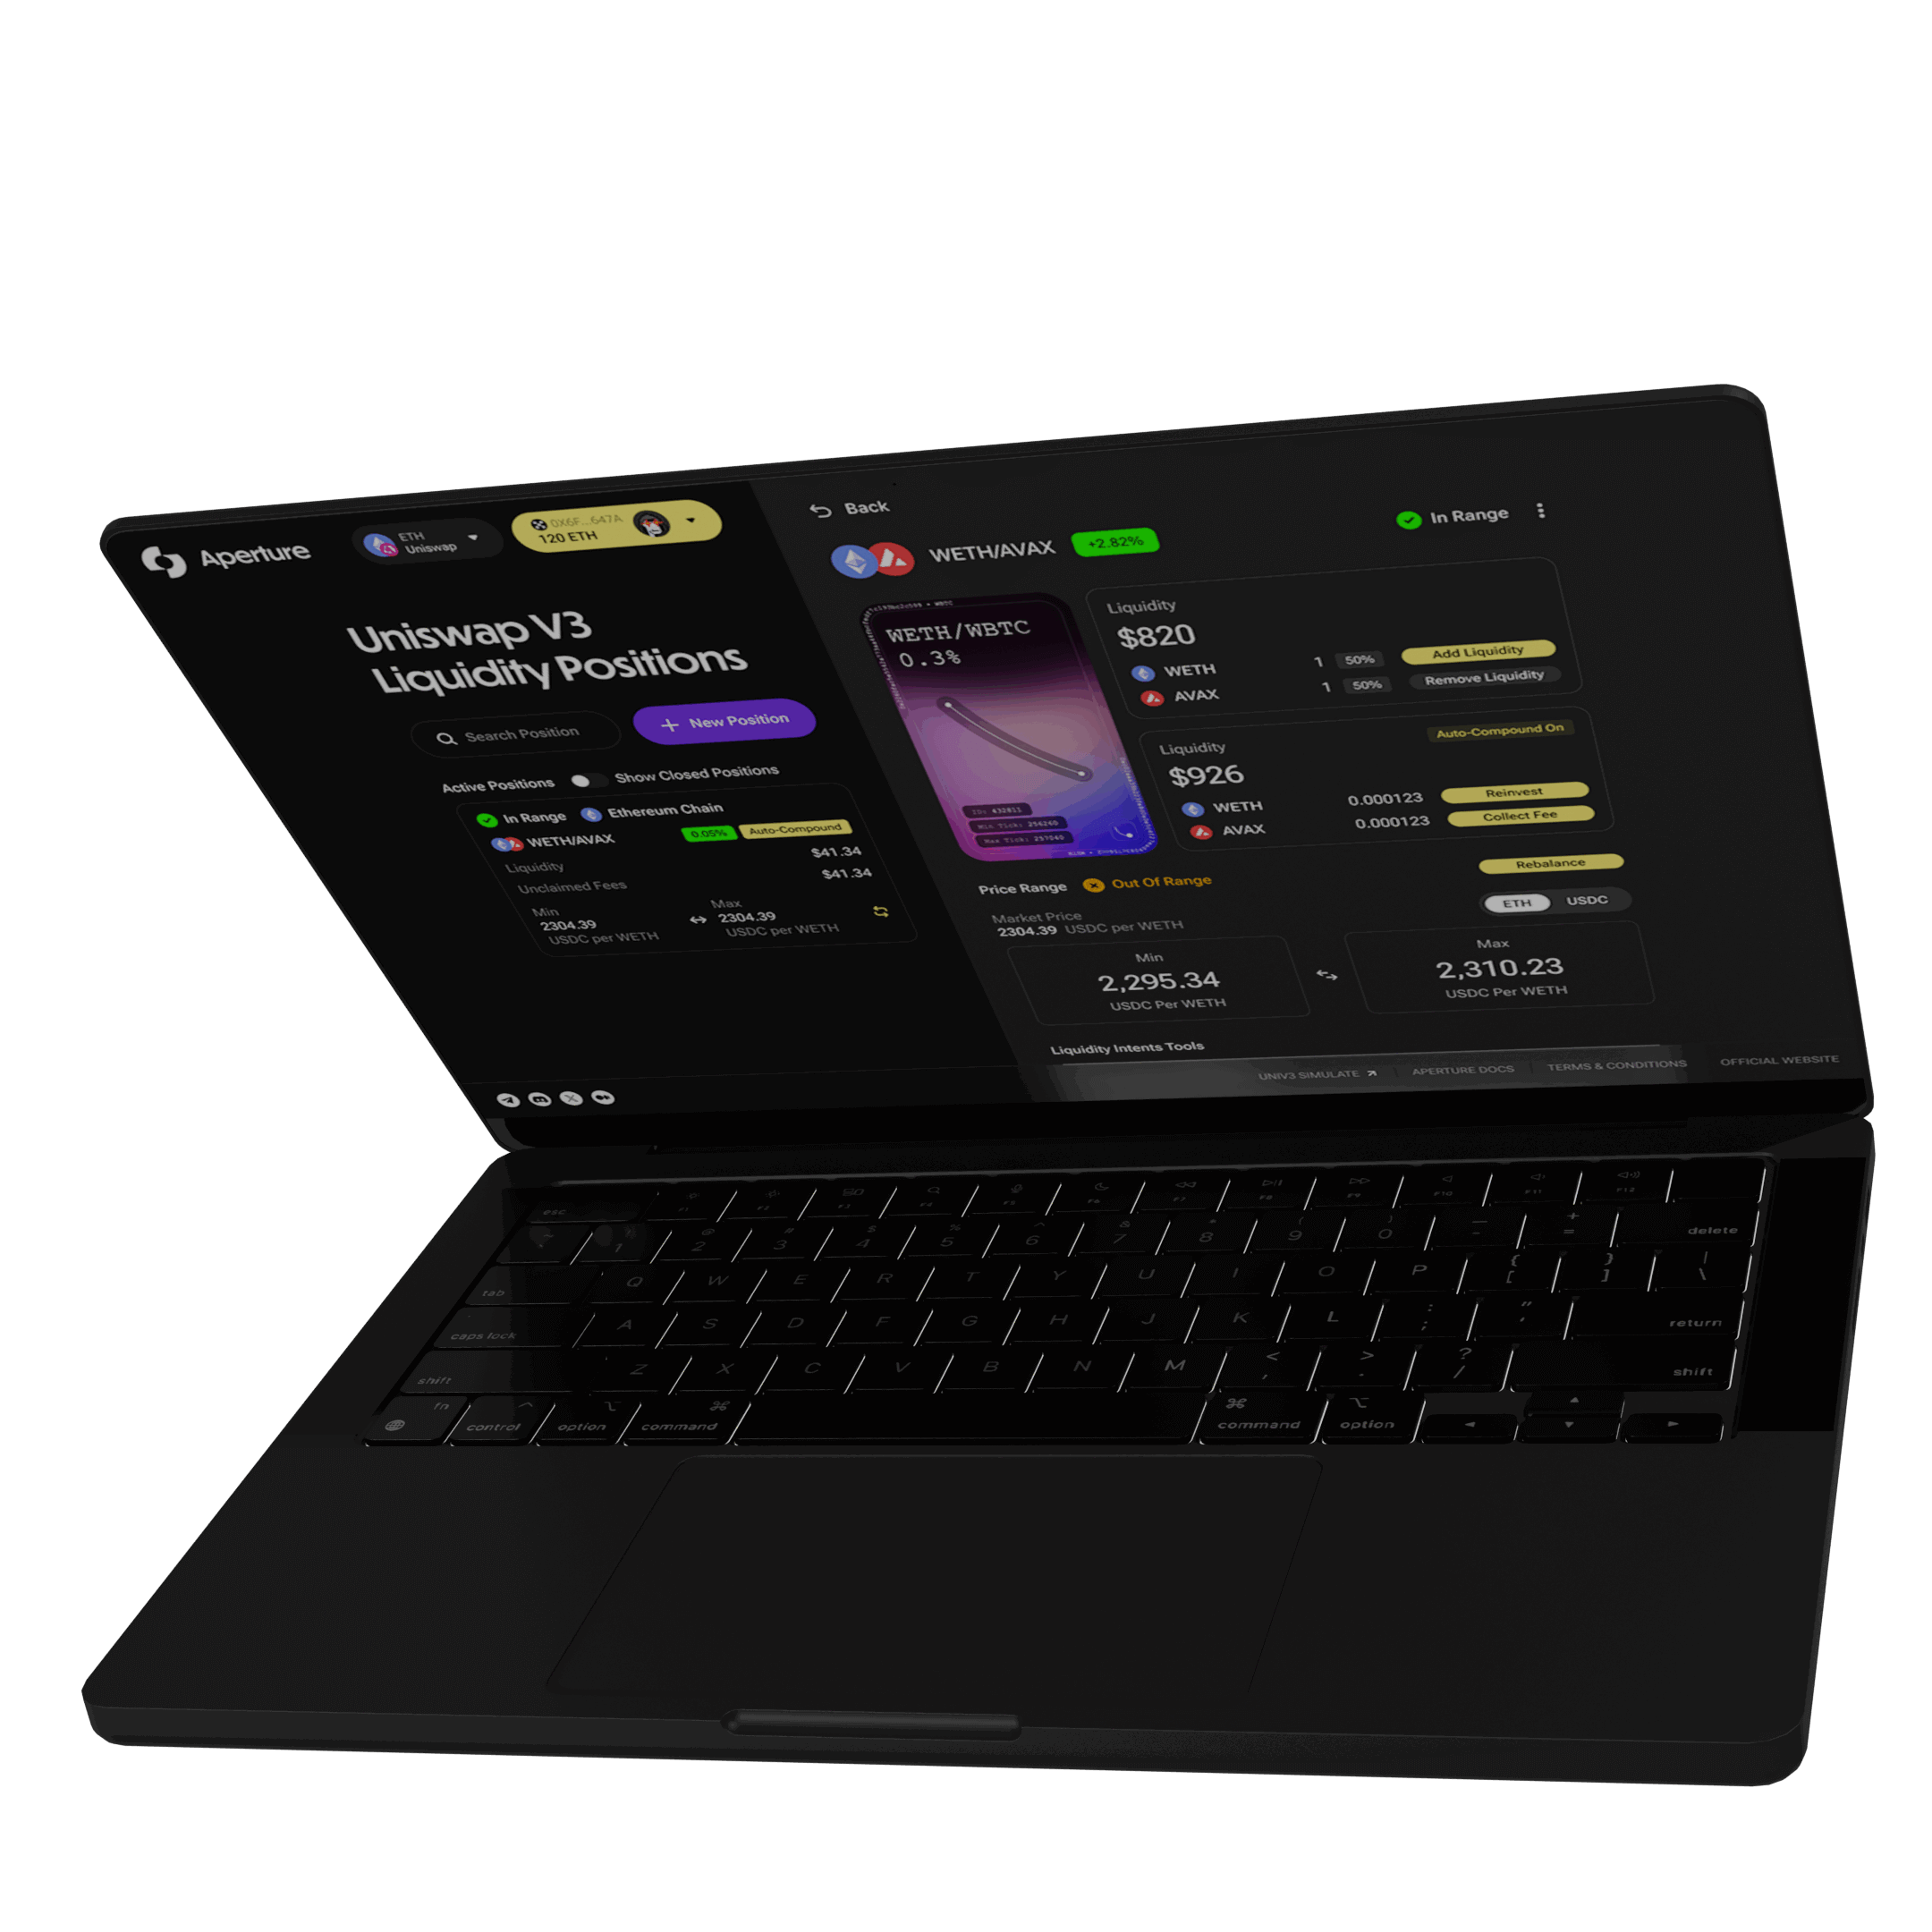 Aperture
ETH
Uniswap
0X6F...647A
120 ETH
Uniswap V3
Liquidity Positions
Search Position
New Position
Active Positions
Show Closed Positions
In Range
Ethereum Chain
WETH/AVAX
0.05%
Auto-Compound
Liquidity
$41.34
Unclaimed Fees
$41.34
Min
2304.39
USDC per WETH
Max
2304.39
USDC per WETH
Back
WETH/AVAX
+2.82%
In Range
WETH/WBTC
0.3%
ID: 432811
Min Tick: 256260
Max Tick: 257560
Liquidity
$820
WETH 1 50%
AVAX 1 50%
Add Liquidity
Remove Liquidity
Liquidity
Auto-Compound On
$926
WETH 0.000123
AVAX 0.000123
Reinvest
Collect Fee
Price Range
Out Of Range
Rebalance
Market Price
2304.39 USDC per WETH
ETH USDC
Min
2,295.34
USDC Per WETH
Max
2,310.23
USDC Per WETH
Liquidity Intents Tools
UNIV3 SIMULATE
APERTURE DOCS
TERMS & CONDITIONS
OFFICIAL WEBSITE
esc F1 F2 F3 F4 F5 F6 F7 F8 F9 F10 F11 F12
~ ` 1 @ 2 # 3 $ 4 % 5 ^ 6 & 7 * 8 ( 9 ) 0 _ - + = delete
tab Q W E R T Y U I O P { [ } ] | \
caps lock A S D F G H J K L : ; " ' return
shift Z X C V B N M < , > . ? / shift
fn control option command command option